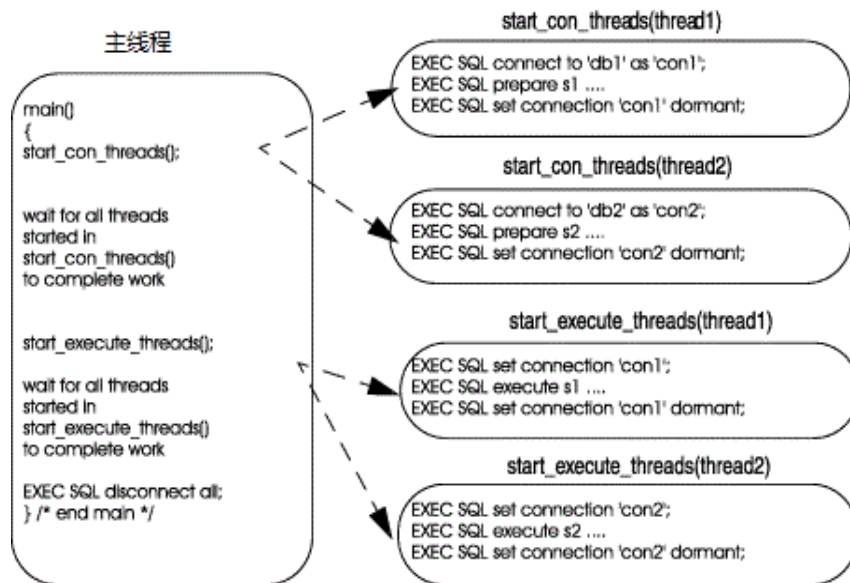 主线程
main()
{
start_con_threads();
wait for all threads
started in
start_con_threads()
to complete work
start_execute_threads();
wait for all threads
started in
start_execute_threads()
to complete work
EXEC SQL disconnect all;
} /* end main */
start_con_threads(thread1)
EXEC SQL connect to 'db1' as 'con1';
EXEC SQL prepare s1 ....
EXEC SQL set connection 'con1' dormant;
start_con_threads(thread2)
EXEC SQL connect to 'db2' as 'con2';
EXEC SQL prepare s2 ....
EXEC SQL set connection 'con2' dormant;
start_execute_threads(thread1)
EXEC SQL set connection 'con1';
EXEC SQL execute s1 ....
EXEC SQL set connection 'con1' dormant;
start_execute_threads(thread2)
EXEC SQL set connection 'con2';
EXEC SQL execute s2 ....
EXEC SQL set connection 'con2' dormant;